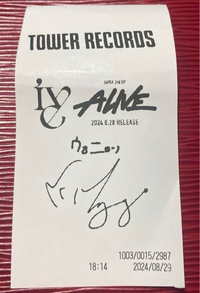 TOWER RECORDS
JAPAN 2nd EP
IVE ALIVE
2024.8.28 RELEASE
ウォニョン
1003/0015/2987
18:14 2024/08/29